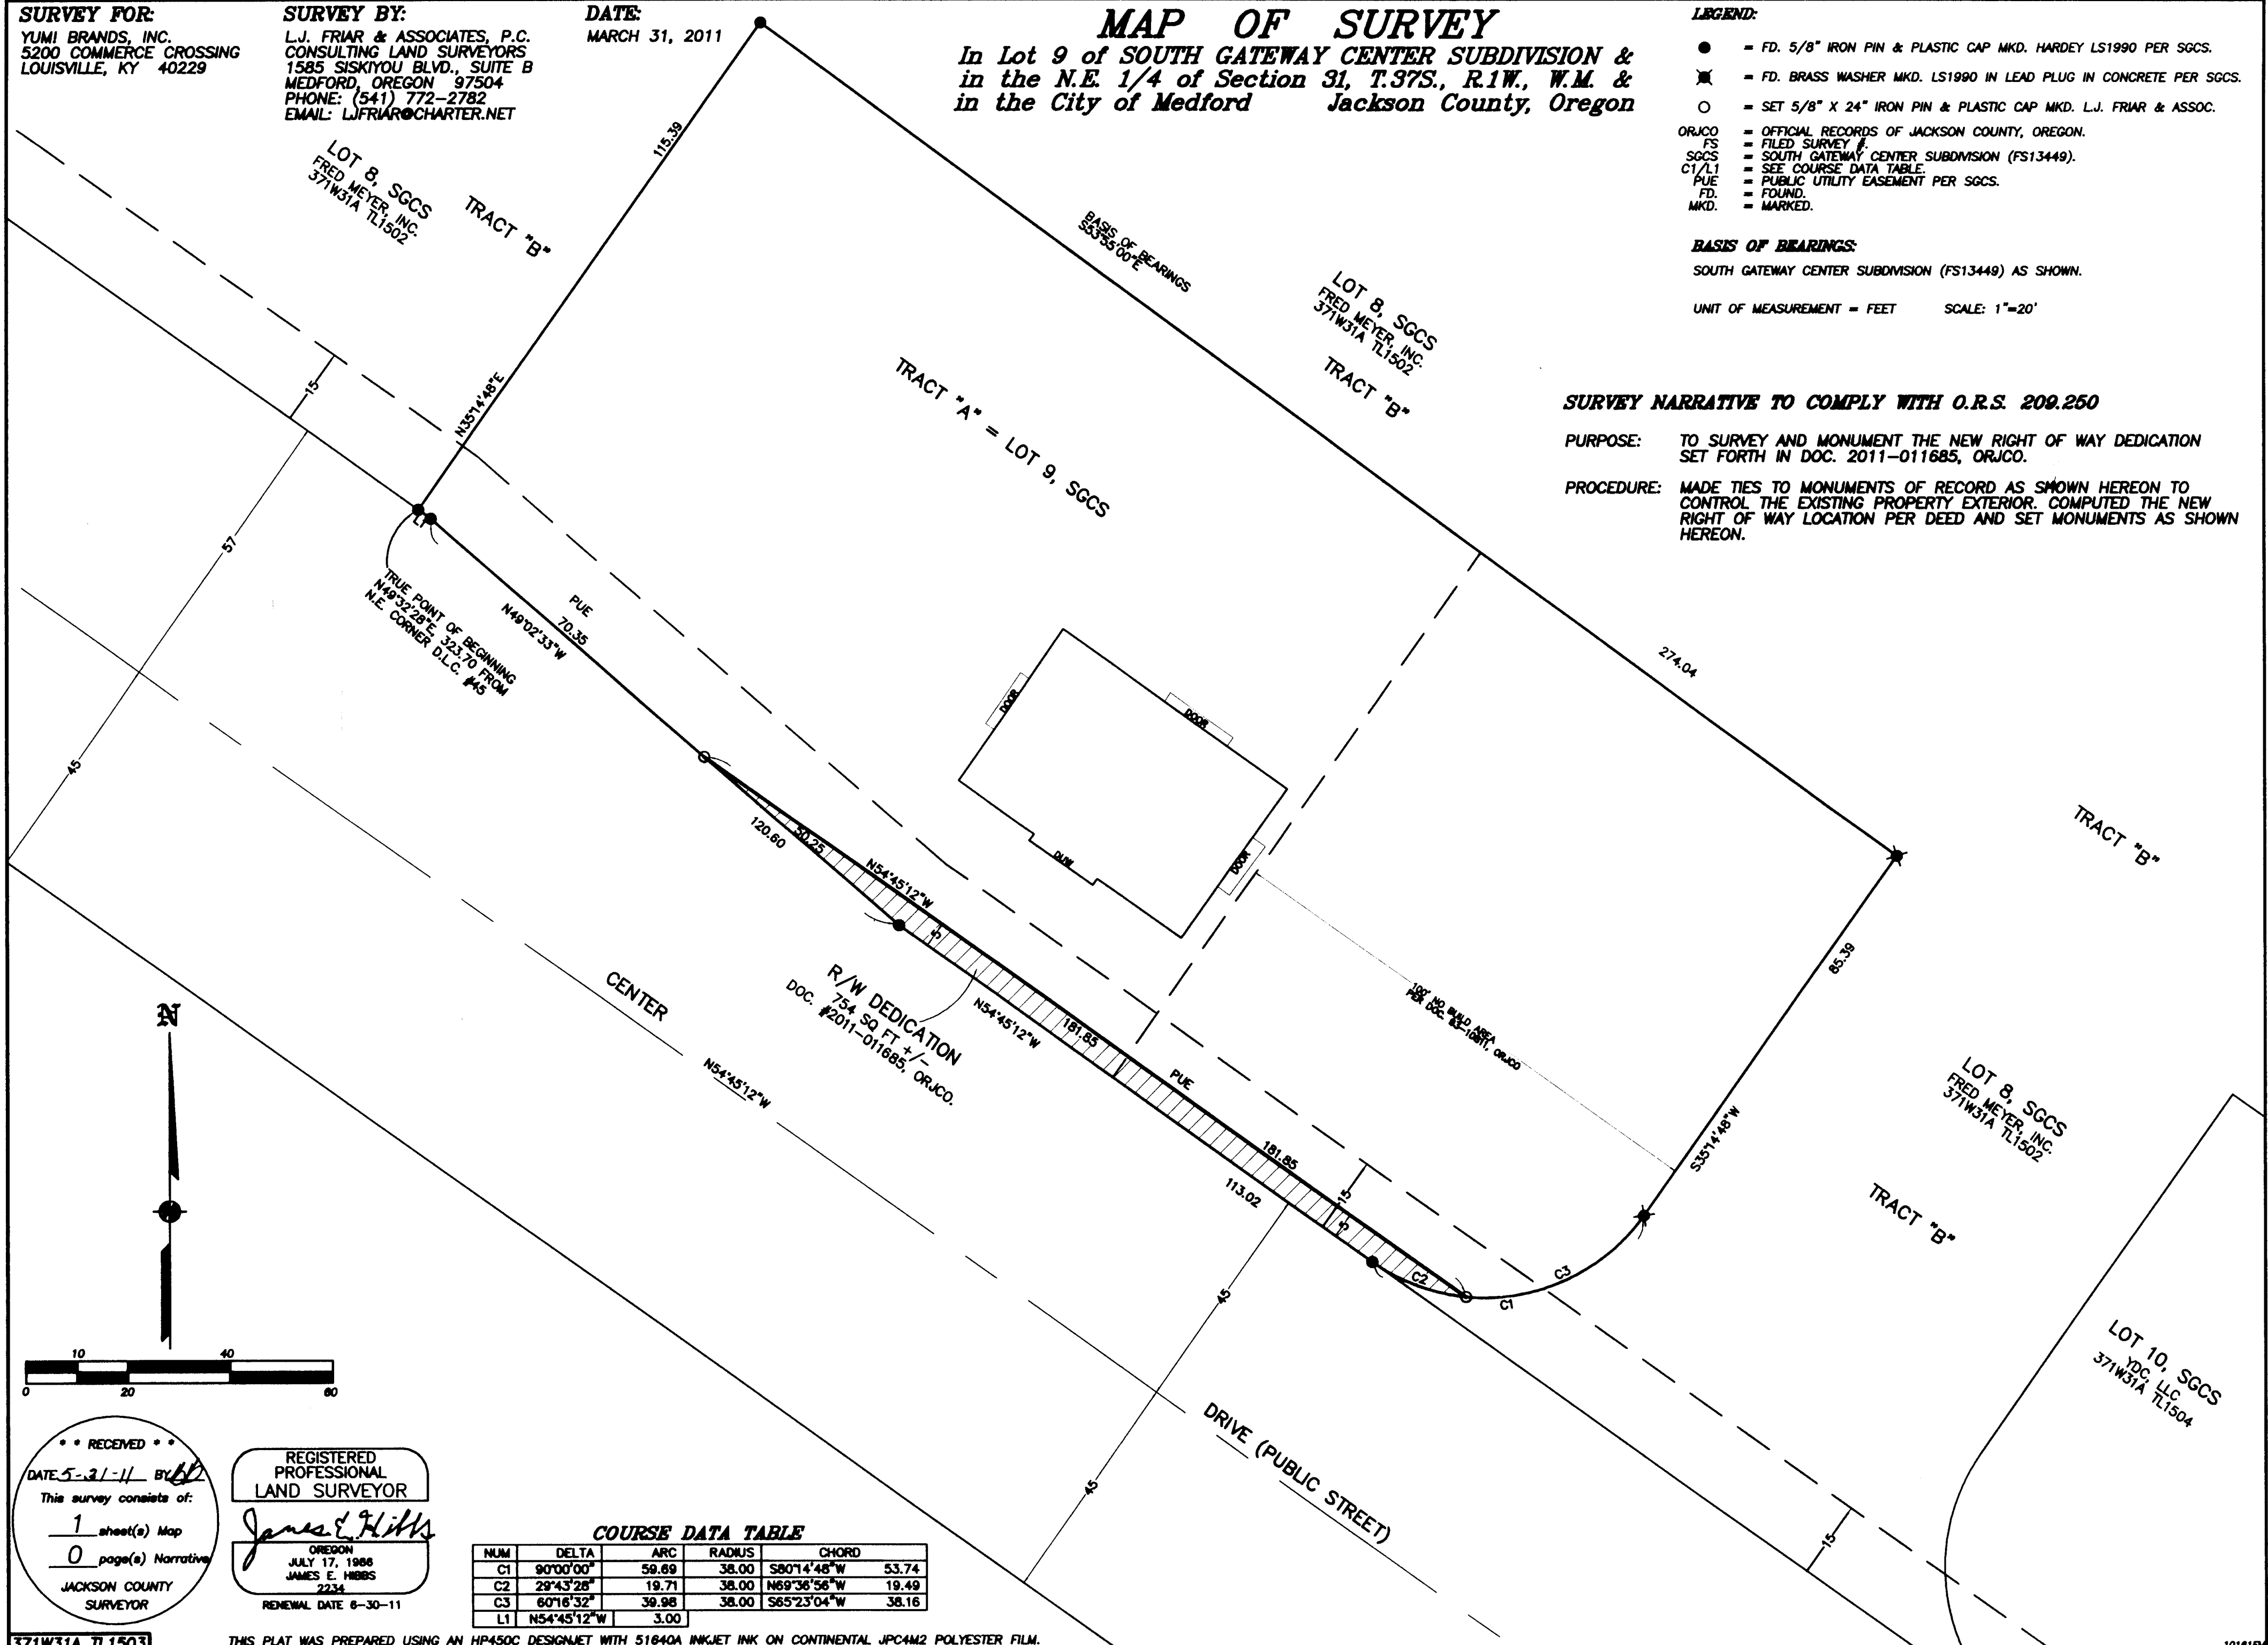 SURVEY FOR:
YUM! BRANDS, INC.
5200 COMMERCE CROSSING
LOUISVILLE, KY 40229
SURVEY BY:
L.J. FRIAR & ASSOCIATES, P.C.
CONSULTING LAND SURVEYORS
1585 SISKIYOU BLVD., SUITE B
MEDFORD, OREGON 97504
PHONE: (541) 772-2782
EMAIL: LJFRIAR@CHARTER.NET
DATE:
MARCH 31, 2011
MAP OF SURVEY
In Lot 9 of SOUTH GATEWAY CENTER SUBDIVISION &
in the N.E. 1/4 of Section 31, T.37S., R.1W., W.M. &
in the City of Medford Jackson County, Oregon
LEGEND:
= FD. 5/8" IRON PIN & PLASTIC CAP MKD. HARDEY LS1990 PER SGCS.
= FD. BRASS WASHER MKD. LS1990 IN LEAD PLUG IN CONCRETE PER SGCS.
= SET 5/8" X 24" IRON PIN & PLASTIC CAP MKD. L.J. FRIAR & ASSOC.
ORJCO = OFFICIAL RECORDS OF JACKSON COUNTY, OREGON.
FS = FILED SURVEY #.
SGCS = SOUTH GATEWAY CENTER SUBDIVISION (FS13449).
C1/L1 = SEE COURSE DATA TABLE.
PUE = PUBLIC UTILITY EASEMENT PER SGCS.
FD. = FOUND.
MKD. = MARKED.
BASIS OF BEARINGS:
SOUTH GATEWAY CENTER SUBDIVISION (FS13449) AS SHOWN.
UNIT OF MEASUREMENT = FEET SCALE: 1"=20'
SURVEY NARRATIVE TO COMPLY WITH O.R.S. 209.250
PURPOSE: TO SURVEY AND MONUMENT THE NEW RIGHT OF WAY DEDICATION
SET FORTH IN DOC. 2011-011685, ORJCO.
PROCEDURE: MADE TIES TO MONUMENTS OF RECORD AS SHOWN HEREON TO
CONTROL THE EXISTING PROPERTY EXTERIOR. COMPUTED THE NEW
RIGHT OF WAY LOCATION PER DEED AND SET MONUMENTS AS SHOWN
HEREON.
LOT 8, SGCS
FRED MEYER, INC.
371W31A TL1502
TRACT "B"
115.39
N35°14'48"E
BASIS OF BEARINGS
S53°55'00"E
LOT 8, SGCS
FRED MEYER, INC.
371W31A TL1502
TRACT "B"
TRACT "A" = LOT 9, SGCS
15
57
45
L1
TRUE POINT OF BEGINNING
N49°32'28"E, 323.70 FROM
N.E. CORNER D.L.C. #45
PUE
70.35
N49°02'33"W
274.04
DOOR
DOOR
DOOR
TRACT "B"
120.60
50.25
N54°45'12"W
5
85.39
S35°14'48"W
CENTER
R/W DEDICATION
754 SQ FT +/-
DOC. #2011-011685, ORJCO.
N54°45'12"W
181.85
PUE
N54°45'12"W
181.85
113.02
15
5
C2
C1
C3
LOT 8, SGCS
FRED MEYER, INC.
371W31A TL1502
TRACT "B"
45
45
DRIVE (PUBLIC STREET)
LOT 10, SGCS
YDC, LLC
371W31A TL1504
15
N
10 40
0 20 60
* * RECEIVED * *
DATE 5-31-11 BY
This survey consists of:
1 sheet(s) Map
0 page(s) Narrative
JACKSON COUNTY
SURVEYOR
REGISTERED
PROFESSIONAL
LAND SURVEYOR
James E. Hibbs
OREGON
JULY 17, 1986
JAMES E. HIBBS
2234
RENEWAL DATE 6-30-11
COURSE DATA TABLE
NUM DELTA ARC RADIUS CHORD
C1 90°00'00" 59.69 38.00 S80°14'48"W 53.74
C2 29°43'28" 19.71 38.00 N69°36'56"W 19.49
C3 60°16'32" 39.98 38.00 S65°23'04"W 38.16
L1 N54°45'12"W 3.00
371W31A TL1503
THIS PLAT WAS PREPARED USING AN HP450C DESIGNJET WITH 51640A INKJET INK ON CONTINENTAL JPC4M2 POLYESTER FILM.